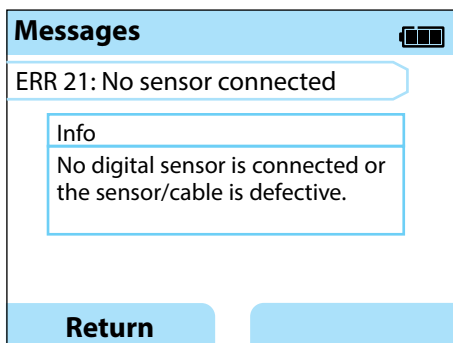 Messages
ERR 21: No sensor connected
Info
No digital sensor is connected or
the sensor/cable is defective.
Return